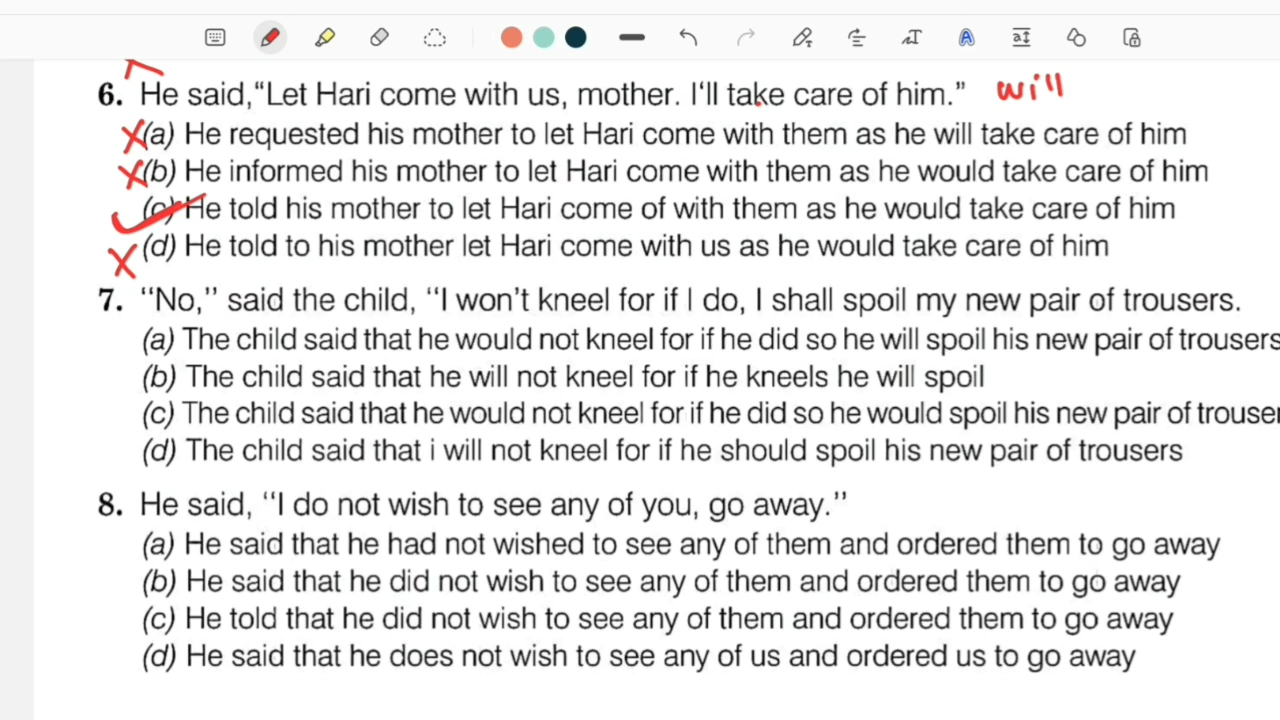 6. He said,“Let Hari come with us, mother. I'll take care of him.” will
(a) He requested his mother to let Hari come with them as he will take care of him
(b) He informed his mother to let Hari come with them as he would take care of him
(c) He told his mother to let Hari come of with them as he would take care of him
(d) He told to his mother let Hari come with us as he would take care of him
7. “No,” said the child, “I won't kneel for if I do, I shall spoil my new pair of trousers.
(a) The child said that he would not kneel for if he did so he will spoil his new pair of trousers
(b) The child said that he will not kneel for if he kneels he will spoil
(c) The child said that he would not kneel for if he did so he would spoil his new pair of trouser
(d) The child said that i will not kneel for if he should spoil his new pair of trousers
8. He said, “I do not wish to see any of you, go away.”
(a) He said that he had not wished to see any of them and ordered them to go away
(b) He said that he did not wish to see any of them and ordered them to go away
(c) He told that he did not wish to see any of them and ordered them to go away
(d) He said that he does not wish to see any of us and ordered us to go away